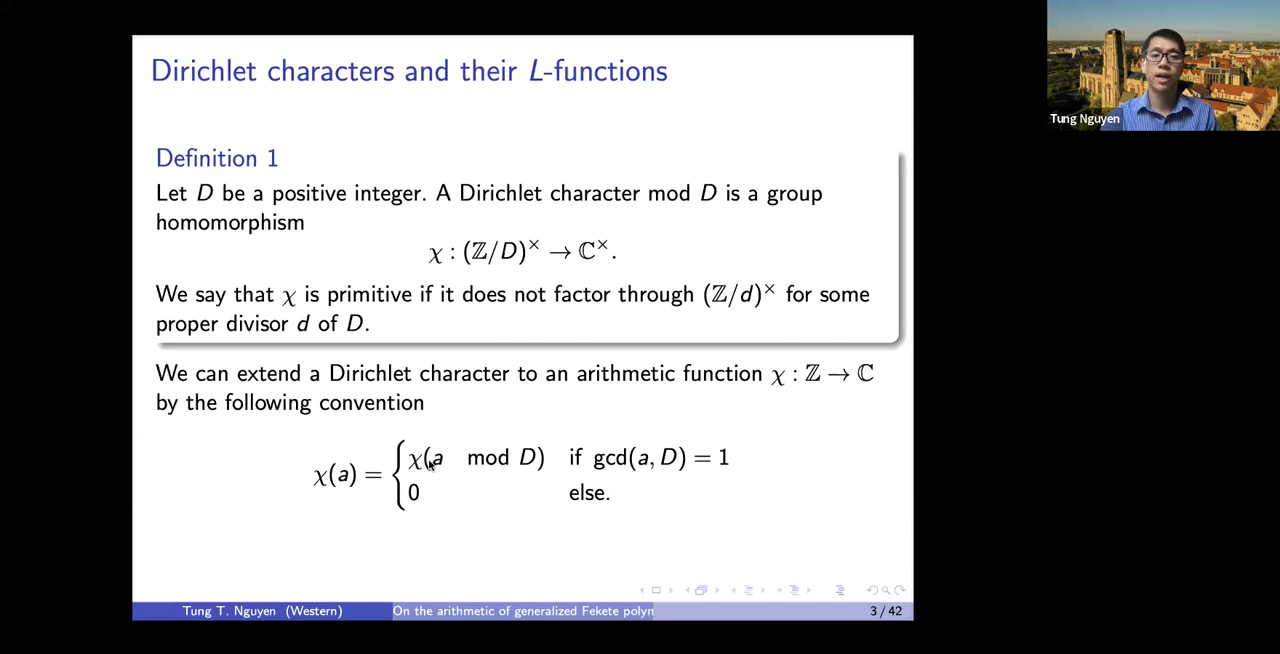 Dirichlet characters and their L-functions
Tung Nguyen
Definition 1
Let D be a positive integer. A Dirichlet character mod D is a group
homomorphism
χ : (ℤ/D)^× → ℂ^×.
We say that χ is primitive if it does not factor through (ℤ/d)^× for some
proper divisor d of D.
We can extend a Dirichlet character to an arithmetic function χ : ℤ → ℂ
by the following convention
χ(a) = { χ(a mod D) if gcd(a, D) = 1
0 else.
Tung T. Nguyen (Western) On the arithmetic of generalized Fekete polyn 3 / 42